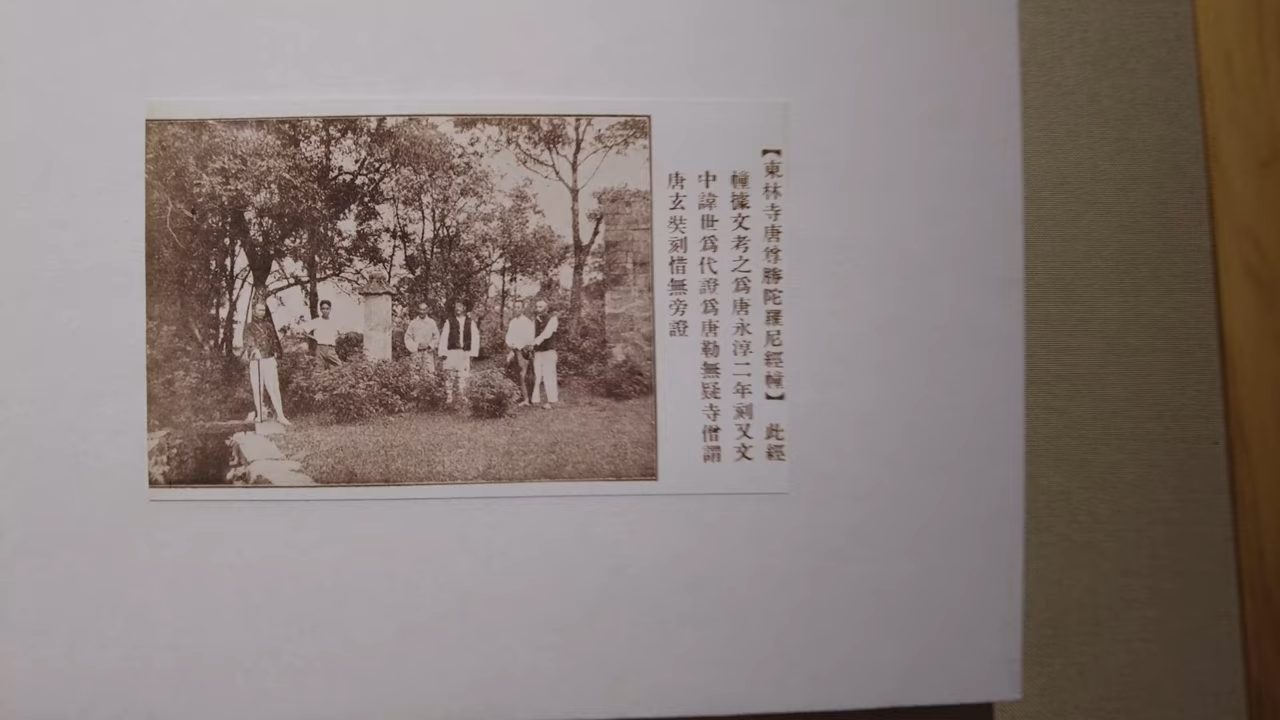 【東林寺唐尊勝陀羅尼經幢】 此經
幢據文考之爲唐永淳二年刻又文
中諱世爲代證爲唐勒無疑寺僧謂
唐玄奘刻惜無旁證